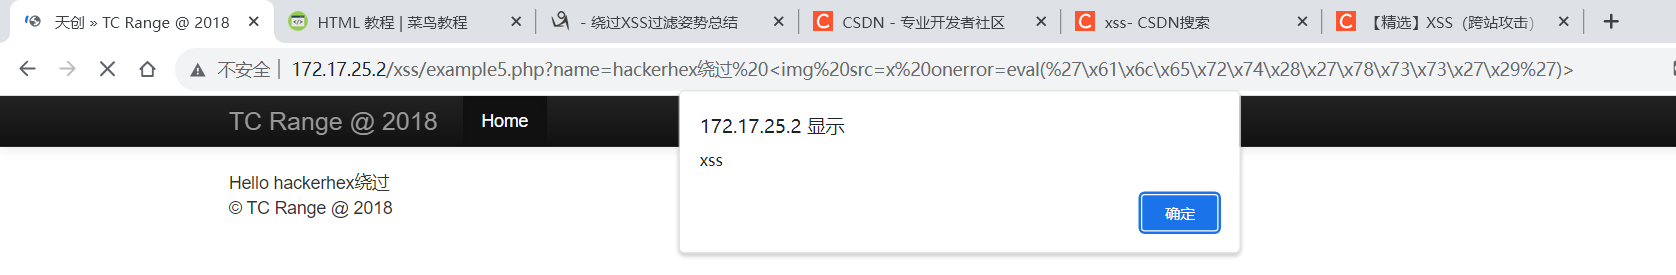 天创 » TC Range @ 2018
HTML 教程 | 菜鸟教程
- 绕过XSS过滤姿势总结
CSDN - 专业开发者社区
xss- CSDN搜索
【精选】XSS（跨站攻击）
不安全 | 172.17.25.2/xss/example5.php?name=hackerhex绕过%20<img%20src=x%20onerror=eval(%27\x61\x6c\x65\x72\x74\x28\x27\x78\x73\x73\x27\x29%27)>
TC Range @ 2018
Home
172.17.25.2 显示
xss
确定
Hello hackerhex绕过
© TC Range @ 2018